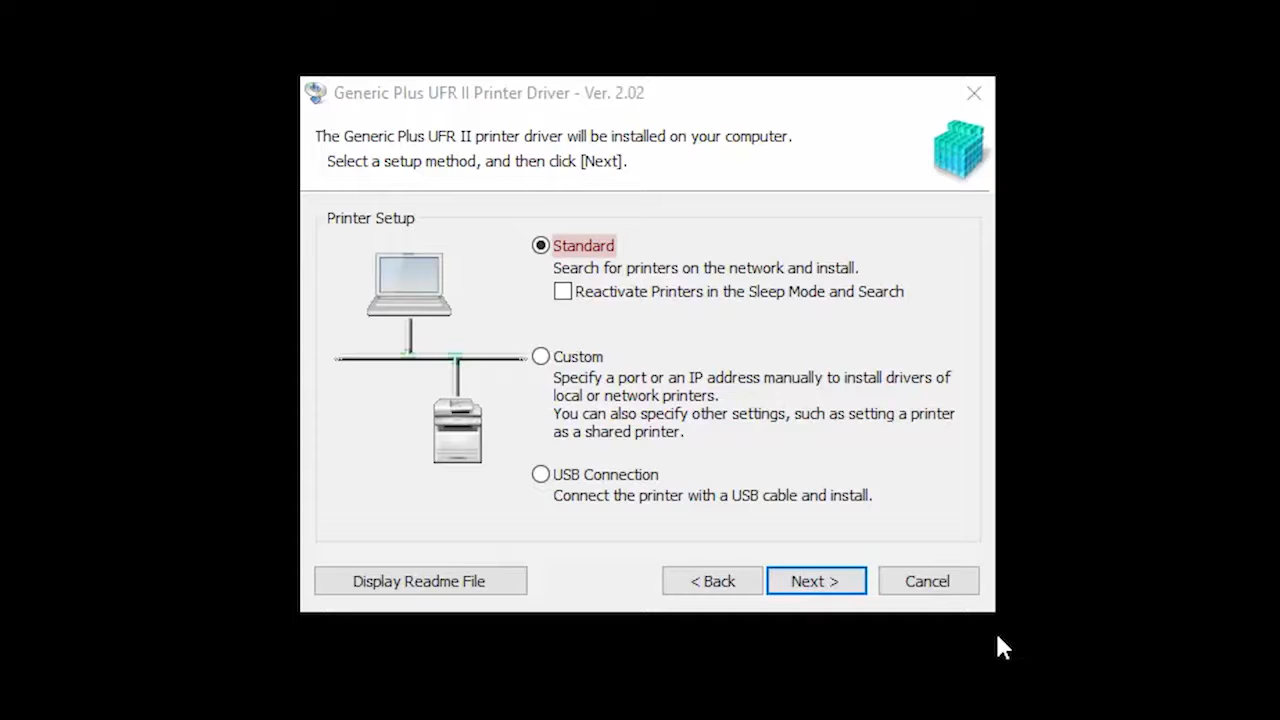 Generic Plus UFR II Printer Driver - Ver. 2.02
The Generic Plus UFR II printer driver will be installed on your computer.
Select a setup method, and then click [Next].
Printer Setup
Standard
Search for printers on the network and install.
Reactivate Printers in the Sleep Mode and Search
Custom
Specify a port or an IP address manually to install drivers of
local or network printers.
You can also specify other settings, such as setting a printer
as a shared printer.
USB Connection
Connect the printer with a USB cable and install.
Display Readme File
< Back
Next >
Cancel